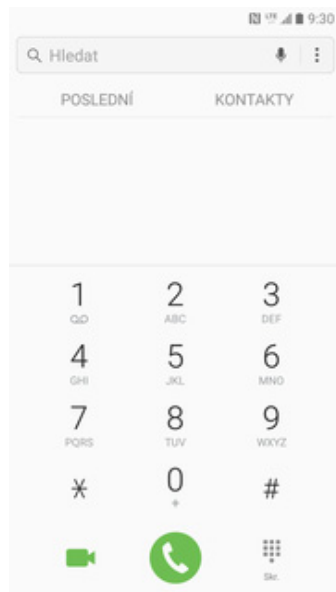 9:30
Hledat
POSLEDNÍ KONTAKTY
1 2 3
ABC DEF
4 5 6
GHI JKL MNO
7 8 9
PQRS TUV WXYZ
* 0 #
+
Skr.